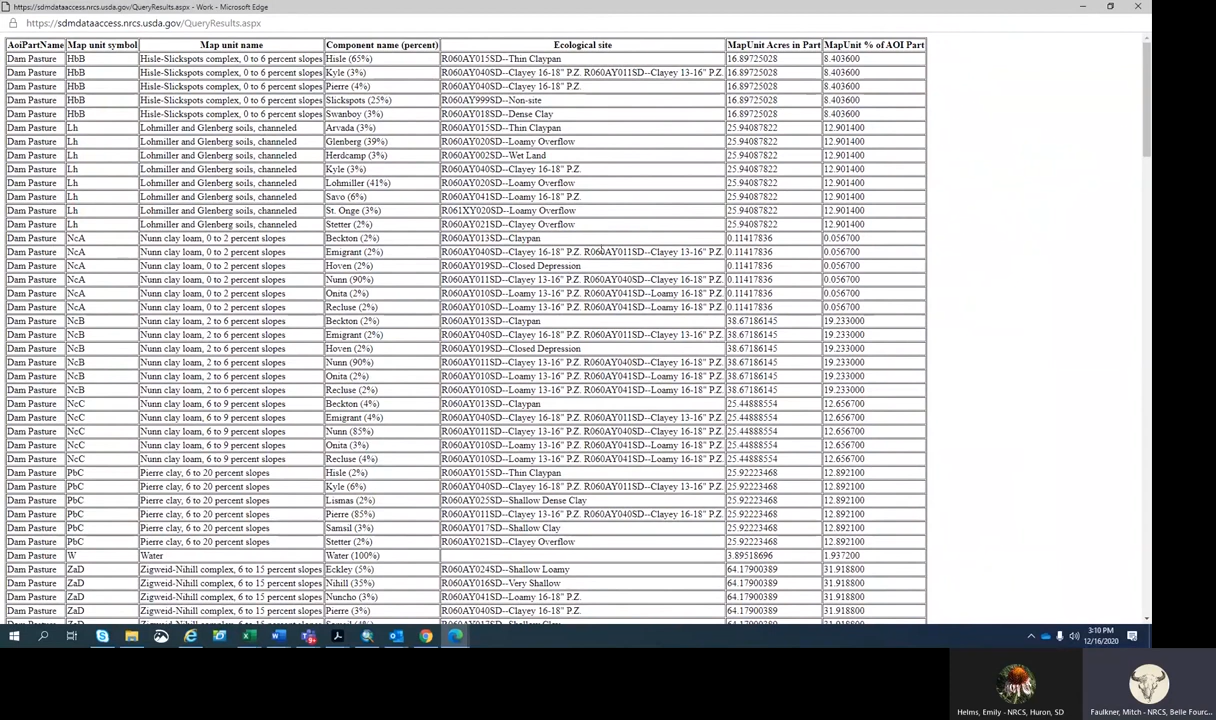 https://sdmdataaccess.nrcs.usda.gov/QueryResults.aspx - Work - Microsoft Edge
https://sdmdataaccess.nrcs.usda.gov/QueryResults.aspx
AoiPartName Map unit symbol Map unit name Component name (percent) Ecological site MapUnit Acres in Part MapUnit % of AOI Part
Dam Pasture HbB Hisle-Slickspots complex, 0 to 6 percent slopes Hisle (65%) R060AY015SD--Thin Claypan 16.89725028 8.403600
Dam Pasture HbB Hisle-Slickspots complex, 0 to 6 percent slopes Kyle (3%) R060AY040SD--Clayey 16-18" P.Z. R060AY011SD--Clayey 13-16" P.Z. 16.89725028 8.403600
Dam Pasture HbB Hisle-Slickspots complex, 0 to 6 percent slopes Pierre (4%) R060AY040SD--Clayey 16-18" P.Z. 16.89725028 8.403600
Dam Pasture HbB Hisle-Slickspots complex, 0 to 6 percent slopes Slickspots (25%) R060AY999SD--Non-site 16.89725028 8.403600
Dam Pasture HbB Hisle-Slickspots complex, 0 to 6 percent slopes Swanboy (3%) R060AY018SD--Dense Clay 16.89725028 8.403600
Dam Pasture Lh Lohmiller and Glenberg soils, channeled Arvada (3%) R060AY015SD--Thin Claypan 25.94087822 12.901400
Dam Pasture Lh Lohmiller and Glenberg soils, channeled Glenberg (39%) R060AY020SD--Loamy Overflow 25.94087822 12.901400
Dam Pasture Lh Lohmiller and Glenberg soils, channeled Herdcamp (3%) R060AY002SD--Wet Land 25.94087822 12.901400
Dam Pasture Lh Lohmiller and Glenberg soils, channeled Kyle (3%) R060AY040SD--Clayey 16-18" P.Z. 25.94087822 12.901400
Dam Pasture Lh Lohmiller and Glenberg soils, channeled Lohmiller (41%) R060AY020SD--Loamy Overflow 25.94087822 12.901400
Dam Pasture Lh Lohmiller and Glenberg soils, channeled Savo (6%) R060AY041SD--Loamy 16-18" P.Z. 25.94087822 12.901400
Dam Pasture Lh Lohmiller and Glenberg soils, channeled St. Onge (3%) R061XY020SD--Loamy Overflow 25.94087822 12.901400
Dam Pasture Lh Lohmiller and Glenberg soils, channeled Stetter (2%) R060AY021SD--Clayey Overflow 25.94087822 12.901400
Dam Pasture NcA Nunn clay loam, 0 to 2 percent slopes Beckton (2%) R060AY013SD--Claypan 0.11417836 0.056700
Dam Pasture NcA Nunn clay loam, 0 to 2 percent slopes Emigrant (2%) R060AY040SD--Clayey 16-18" P.Z. R060AY011SD--Clayey 13-16" P.Z. 0.11417836 0.056700
Dam Pasture NcA Nunn clay loam, 0 to 2 percent slopes Hoven (2%) R060AY019SD--Closed Depression 0.11417836 0.056700
Dam Pasture NcA Nunn clay loam, 0 to 2 percent slopes Nunn (90%) R060AY011SD--Clayey 13-16" P.Z. R060AY040SD--Clayey 16-18" P.Z. 0.11417836 0.056700
Dam Pasture NcA Nunn clay loam, 0 to 2 percent slopes Onita (2%) R060AY010SD--Loamy 13-16" P.Z. R060AY041SD--Loamy 16-18" P.Z. 0.11417836 0.056700
Dam Pasture NcA Nunn clay loam, 0 to 2 percent slopes Recluse (2%) R060AY010SD--Loamy 13-16" P.Z. R060AY041SD--Loamy 16-18" P.Z. 0.11417836 0.056700
Dam Pasture NcB Nunn clay loam, 2 to 6 percent slopes Beckton (2%) R060AY013SD--Claypan 38.67186145 19.233000
Dam Pasture NcB Nunn clay loam, 2 to 6 percent slopes Emigrant (2%) R060AY040SD--Clayey 16-18" P.Z. R060AY011SD--Clayey 13-16" P.Z. 38.67186145 19.233000
Dam Pasture NcB Nunn clay loam, 2 to 6 percent slopes Hoven (2%) R060AY019SD--Closed Depression 38.67186145 19.233000
Dam Pasture NcB Nunn clay loam, 2 to 6 percent slopes Nunn (90%) R060AY011SD--Clayey 13-16" P.Z. R060AY040SD--Clayey 16-18" P.Z. 38.67186145 19.233000
Dam Pasture NcB Nunn clay loam, 2 to 6 percent slopes Onita (2%) R060AY010SD--Loamy 13-16" P.Z. R060AY041SD--Loamy 16-18" P.Z. 38.67186145 19.233000
Dam Pasture NcB Nunn clay loam, 2 to 6 percent slopes Recluse (2%) R060AY010SD--Loamy 13-16" P.Z. R060AY041SD--Loamy 16-18" P.Z. 38.67186145 19.233000
Dam Pasture NcC Nunn clay loam, 6 to 9 percent slopes Beckton (4%) R060AY013SD--Claypan 25.44888554 12.656700
Dam Pasture NcC Nunn clay loam, 6 to 9 percent slopes Emigrant (4%) R060AY040SD--Clayey 16-18" P.Z. R060AY011SD--Clayey 13-16" P.Z. 25.44888554 12.656700
Dam Pasture NcC Nunn clay loam, 6 to 9 percent slopes Nunn (85%) R060AY011SD--Clayey 13-16" P.Z. R060AY040SD--Clayey 16-18" P.Z. 25.44888554 12.656700
Dam Pasture NcC Nunn clay loam, 6 to 9 percent slopes Onita (3%) R060AY010SD--Loamy 13-16" P.Z. R060AY041SD--Loamy 16-18" P.Z. 25.44888554 12.656700
Dam Pasture NcC Nunn clay loam, 6 to 9 percent slopes Recluse (4%) R060AY010SD--Loamy 13-16" P.Z. R060AY041SD--Loamy 16-18" P.Z. 25.44888554 12.656700
Dam Pasture PbC Pierre clay, 6 to 20 percent slopes Hisle (2%) R060AY015SD--Thin Claypan 25.92223468 12.892100
Dam Pasture PbC Pierre clay, 6 to 20 percent slopes Kyle (6%) R060AY040SD--Clayey 16-18" P.Z. R060AY011SD--Clayey 13-16" P.Z. 25.92223468 12.892100
Dam Pasture PbC Pierre clay, 6 to 20 percent slopes Lismas (2%) R060AY025SD--Shallow Dense Clay 25.92223468 12.892100
Dam Pasture PbC Pierre clay, 6 to 20 percent slopes Pierre (85%) R060AY011SD--Clayey 13-16" P.Z. R060AY040SD--Clayey 16-18" P.Z. 25.92223468 12.892100
Dam Pasture PbC Pierre clay, 6 to 20 percent slopes Samsil (3%) R060AY017SD--Shallow Clay 25.92223468 12.892100
Dam Pasture PbC Pierre clay, 6 to 20 percent slopes Stetter (2%) R060AY021SD--Clayey Overflow 25.92223468 12.892100
Dam Pasture W Water Water (100%) 3.89518696 1.937200
Dam Pasture ZaD Zigweid-Nihill complex, 6 to 15 percent slopes Eckley (5%) R060AY024SD--Shallow Loamy 64.17900389 31.918800
Dam Pasture ZaD Zigweid-Nihill complex, 6 to 15 percent slopes Nihill (35%) R060AY016SD--Very Shallow 64.17900389 31.918800
Dam Pasture ZaD Zigweid-Nihill complex, 6 to 15 percent slopes Nuncho (3%) R060AY041SD--Loamy 16-18" P.Z. 64.17900389 31.918800
Dam Pasture ZaD Zigweid-Nihill complex, 6 to 15 percent slopes Pierre (3%) R060AY040SD--Clayey 16-18" P.Z. 64.17900389 31.918800
3:10 PM
12/16/2020
Helms, Emily - NRCS, Huron, SD
Faulkner, Mitch - NRCS, Belle Fourc...